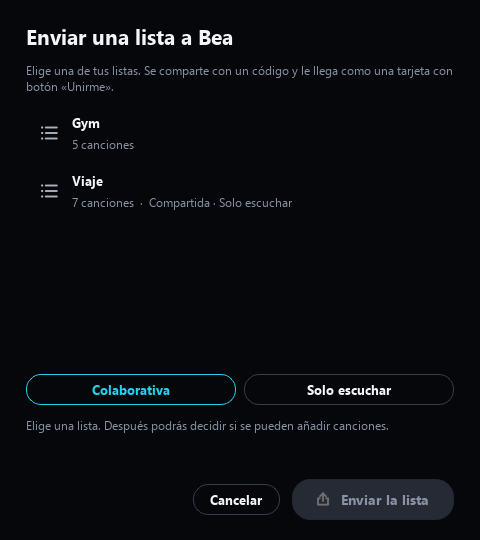 Enviar una lista a Bea
Elige una de tus listas. Se comparte con un código y le llega como una tarjeta con
botón «Unirme».
Gym
5 canciones
Viaje
7 canciones · Compartida · Solo escuchar
Colaborativa
Solo escuchar
Elige una lista. Después podrás decidir si se pueden añadir canciones.
Cancelar
Enviar la lista